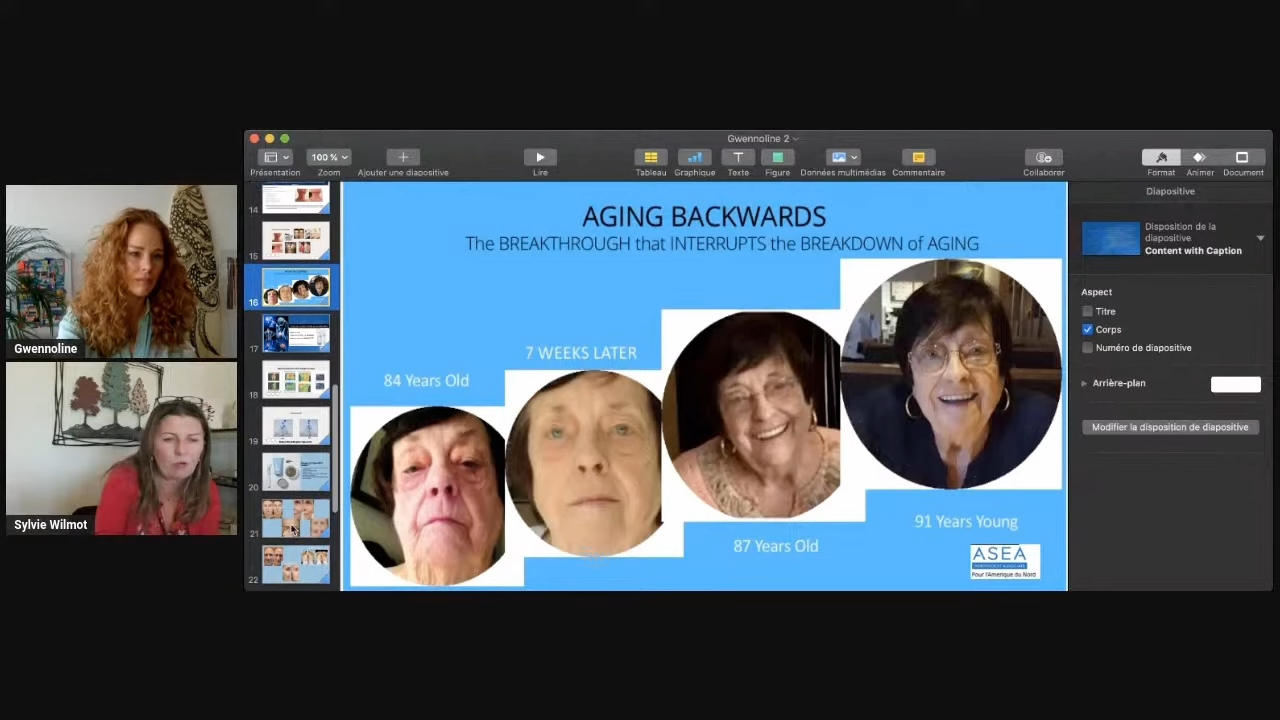 Gwennoline 2
100 %
Présentation
Zoom
Ajouter une diapositive
Lire
Tableau
Graphique
Texte
Figure
Données multimédias
Commentaire
Collaborer
Format
Animer
Document
Gwennoline
Sylvie Wilmot
14
15
16
17
18
19
20
21
22
AGING BACKWARDS
The BREAKTHROUGH that INTERRUPTS the BREAKDOWN of AGING
84 Years Old
7 WEEKS LATER
87 Years Old
91 Years Young
ASEA
INDEPENDENT ASSOCIATE
Pour l'Amerique du Nord
Diapositive
Disposition de la
diapositive
Content with Caption
Aspect
Titre
Corps
Numéro de diapositive
Arrière-plan
Modifier la disposition de diapositive